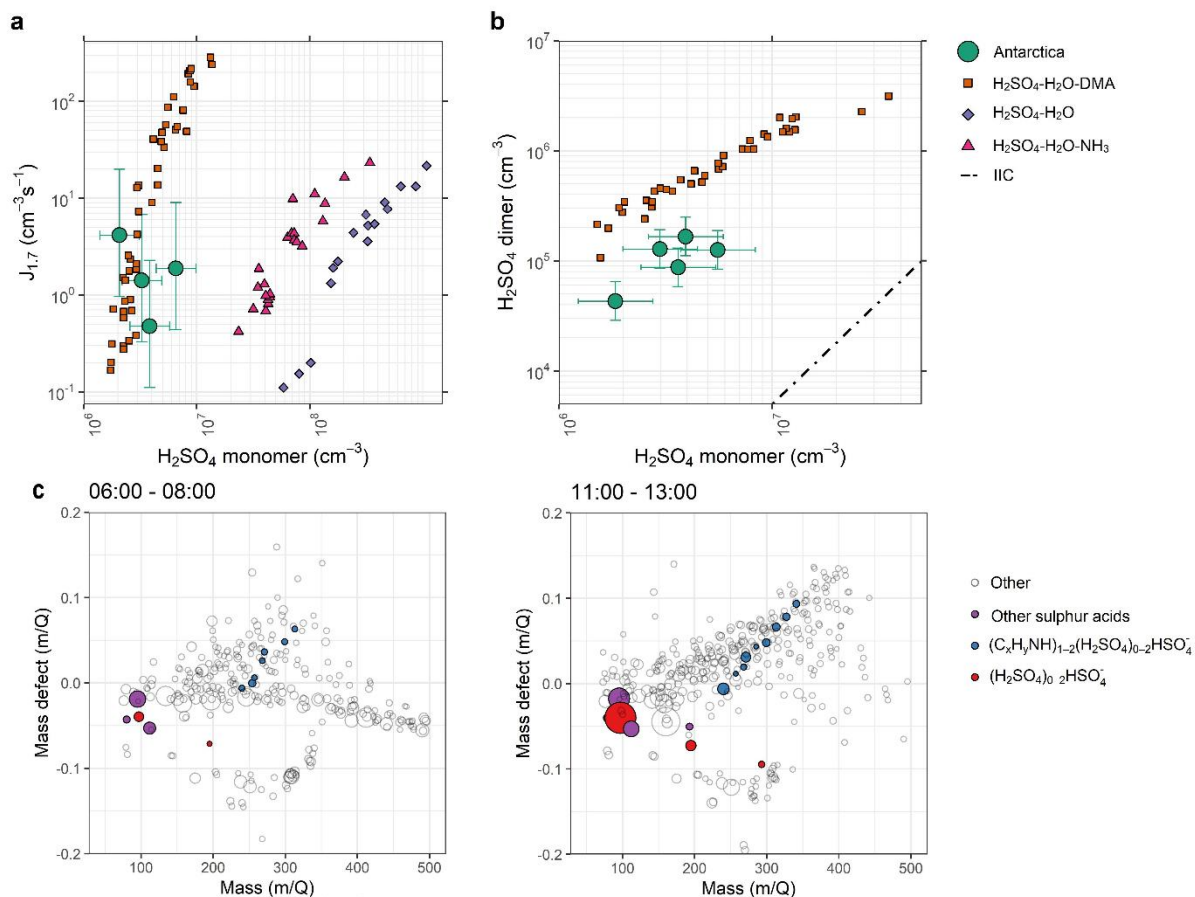 a
b
J₁.₇ (cm⁻³s⁻¹)
10²
10¹
10⁰
10⁻¹
10⁶
10⁷
10⁸
H₂SO₄ monomer (cm⁻³)
H₂SO₄ dimer (cm⁻³)
10⁷
10⁶
10⁵
10⁴
10⁶
10⁷
H₂SO₄ monomer (cm⁻³)
Antarctica
H₂SO₄-H₂O-DMA
H₂SO₄-H₂O
H₂SO₄-H₂O-NH₃
IIC
c
06:00 - 08:00
Mass defect (m/Q)
0.2
0.1
0.0
-0.1
-0.2
100
200
300
400
500
Mass (m/Q)
11:00 - 13:00
Mass defect (m/Q)
0.2
0.1
0.0
-0.1
-0.2
100
200
300
400
500
Mass (m/Q)
Other
Other sulphur acids
(CₓHᵧNH)₁₋₂(H₂SO₄)₀₋₂HSO₄⁻
(H₂SO₄)₀ ₂HSO₄⁻